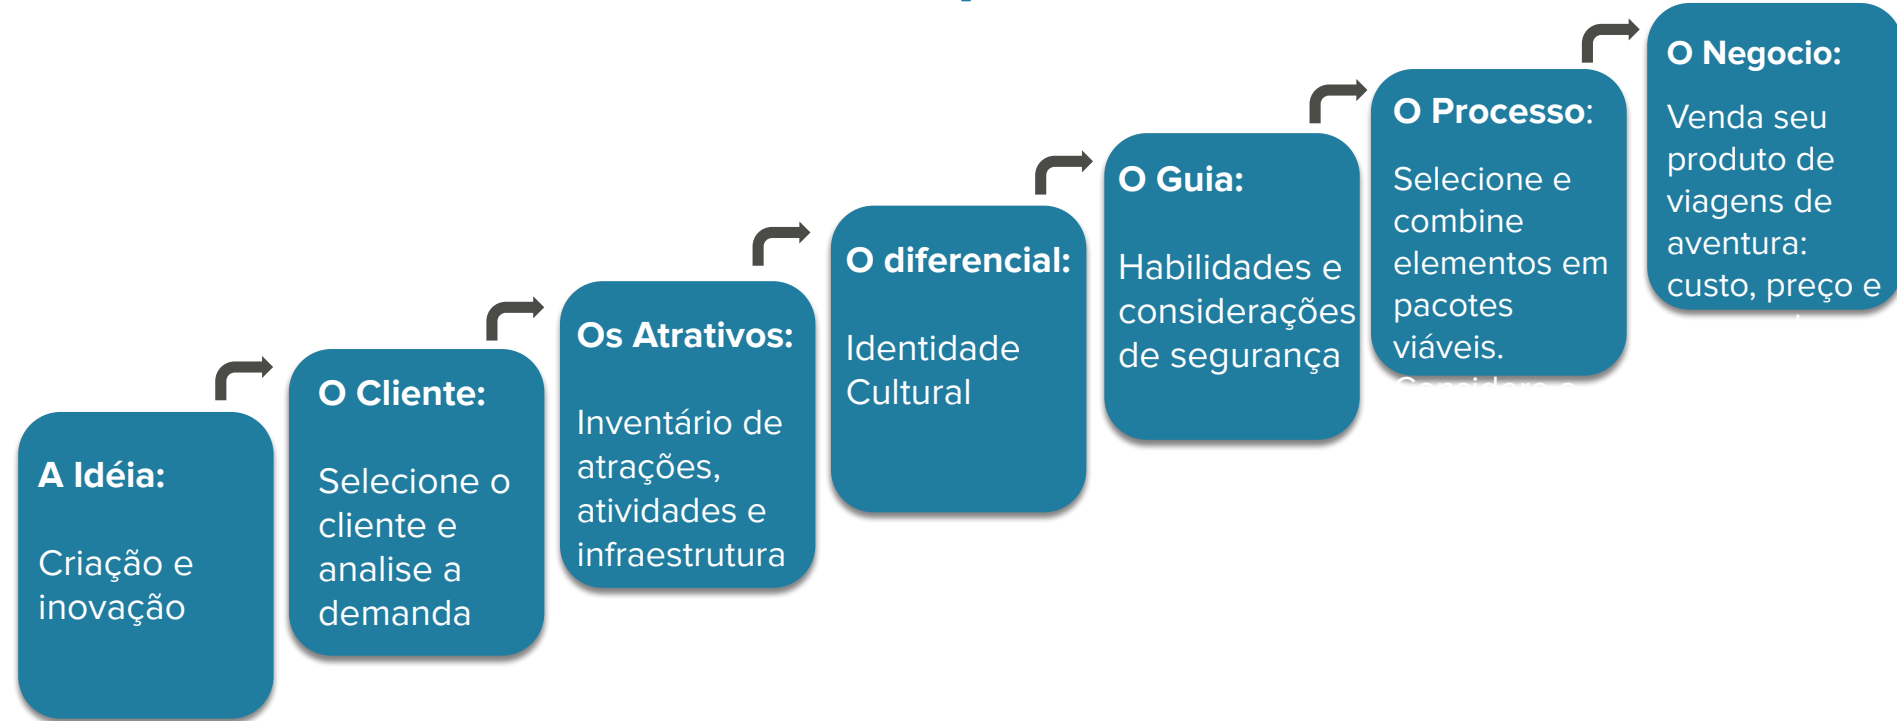 A Idéia:
Criação e
inovação
O Cliente:
Selecione o
cliente e
analise a
demanda
Os Atrativos:
Inventário de
atrações,
atividades e
infraestrutura
O diferencial:
Identidade
Cultural
O Guia:
Habilidades e
considerações
de segurança
O Processo:
Selecione e
combine
elementos em
pacotes
viáveis.
O Negocio:
Venda seu
produto de
viagens de
aventura:
custo, preço e